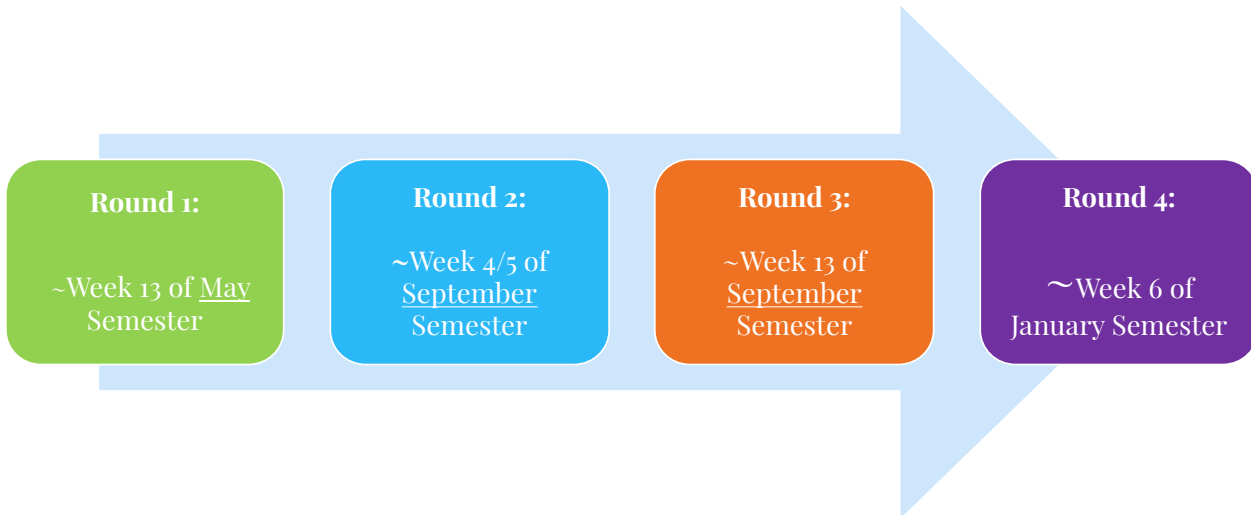 Round 1:
~Week 13 of May
Semester
Round 2:
~Week 4/5 of
September
Semester
Round 3:
~Week 13 of
September
Semester
Round 4:
~Week 6 of
January Semester